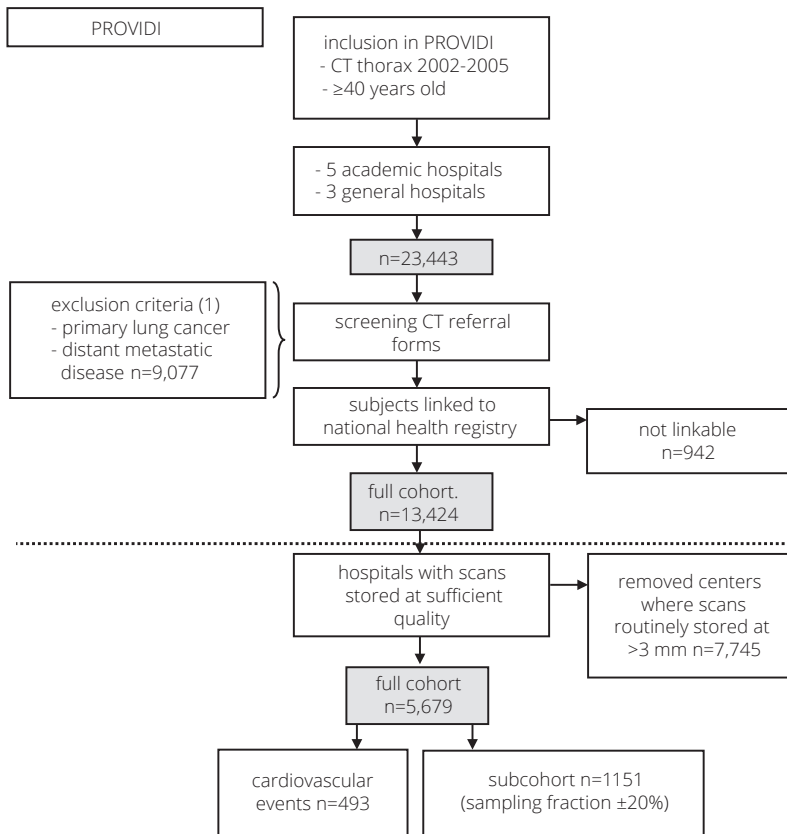 PROVIDI
inclusion in PROVIDI
- CT thorax 2002-2005
- ≥40 years old
- 5 academic hospitals
- 3 general hospitals
n=23,443
exclusion criteria (1)
- primary lung cancer
- distant metastatic
disease n=9,077
screening CT referral
forms
subjects linked to
national health registry
not linkable
n=942
full cohort.
n=13,424
hospitals with scans
stored at sufficient
quality
removed centers
where scans
routinely stored at
>3 mm n=7,745
full cohort
n=5,679
cardiovascular
events n=493
subcohort n=1151
(sampling fraction ±20%)